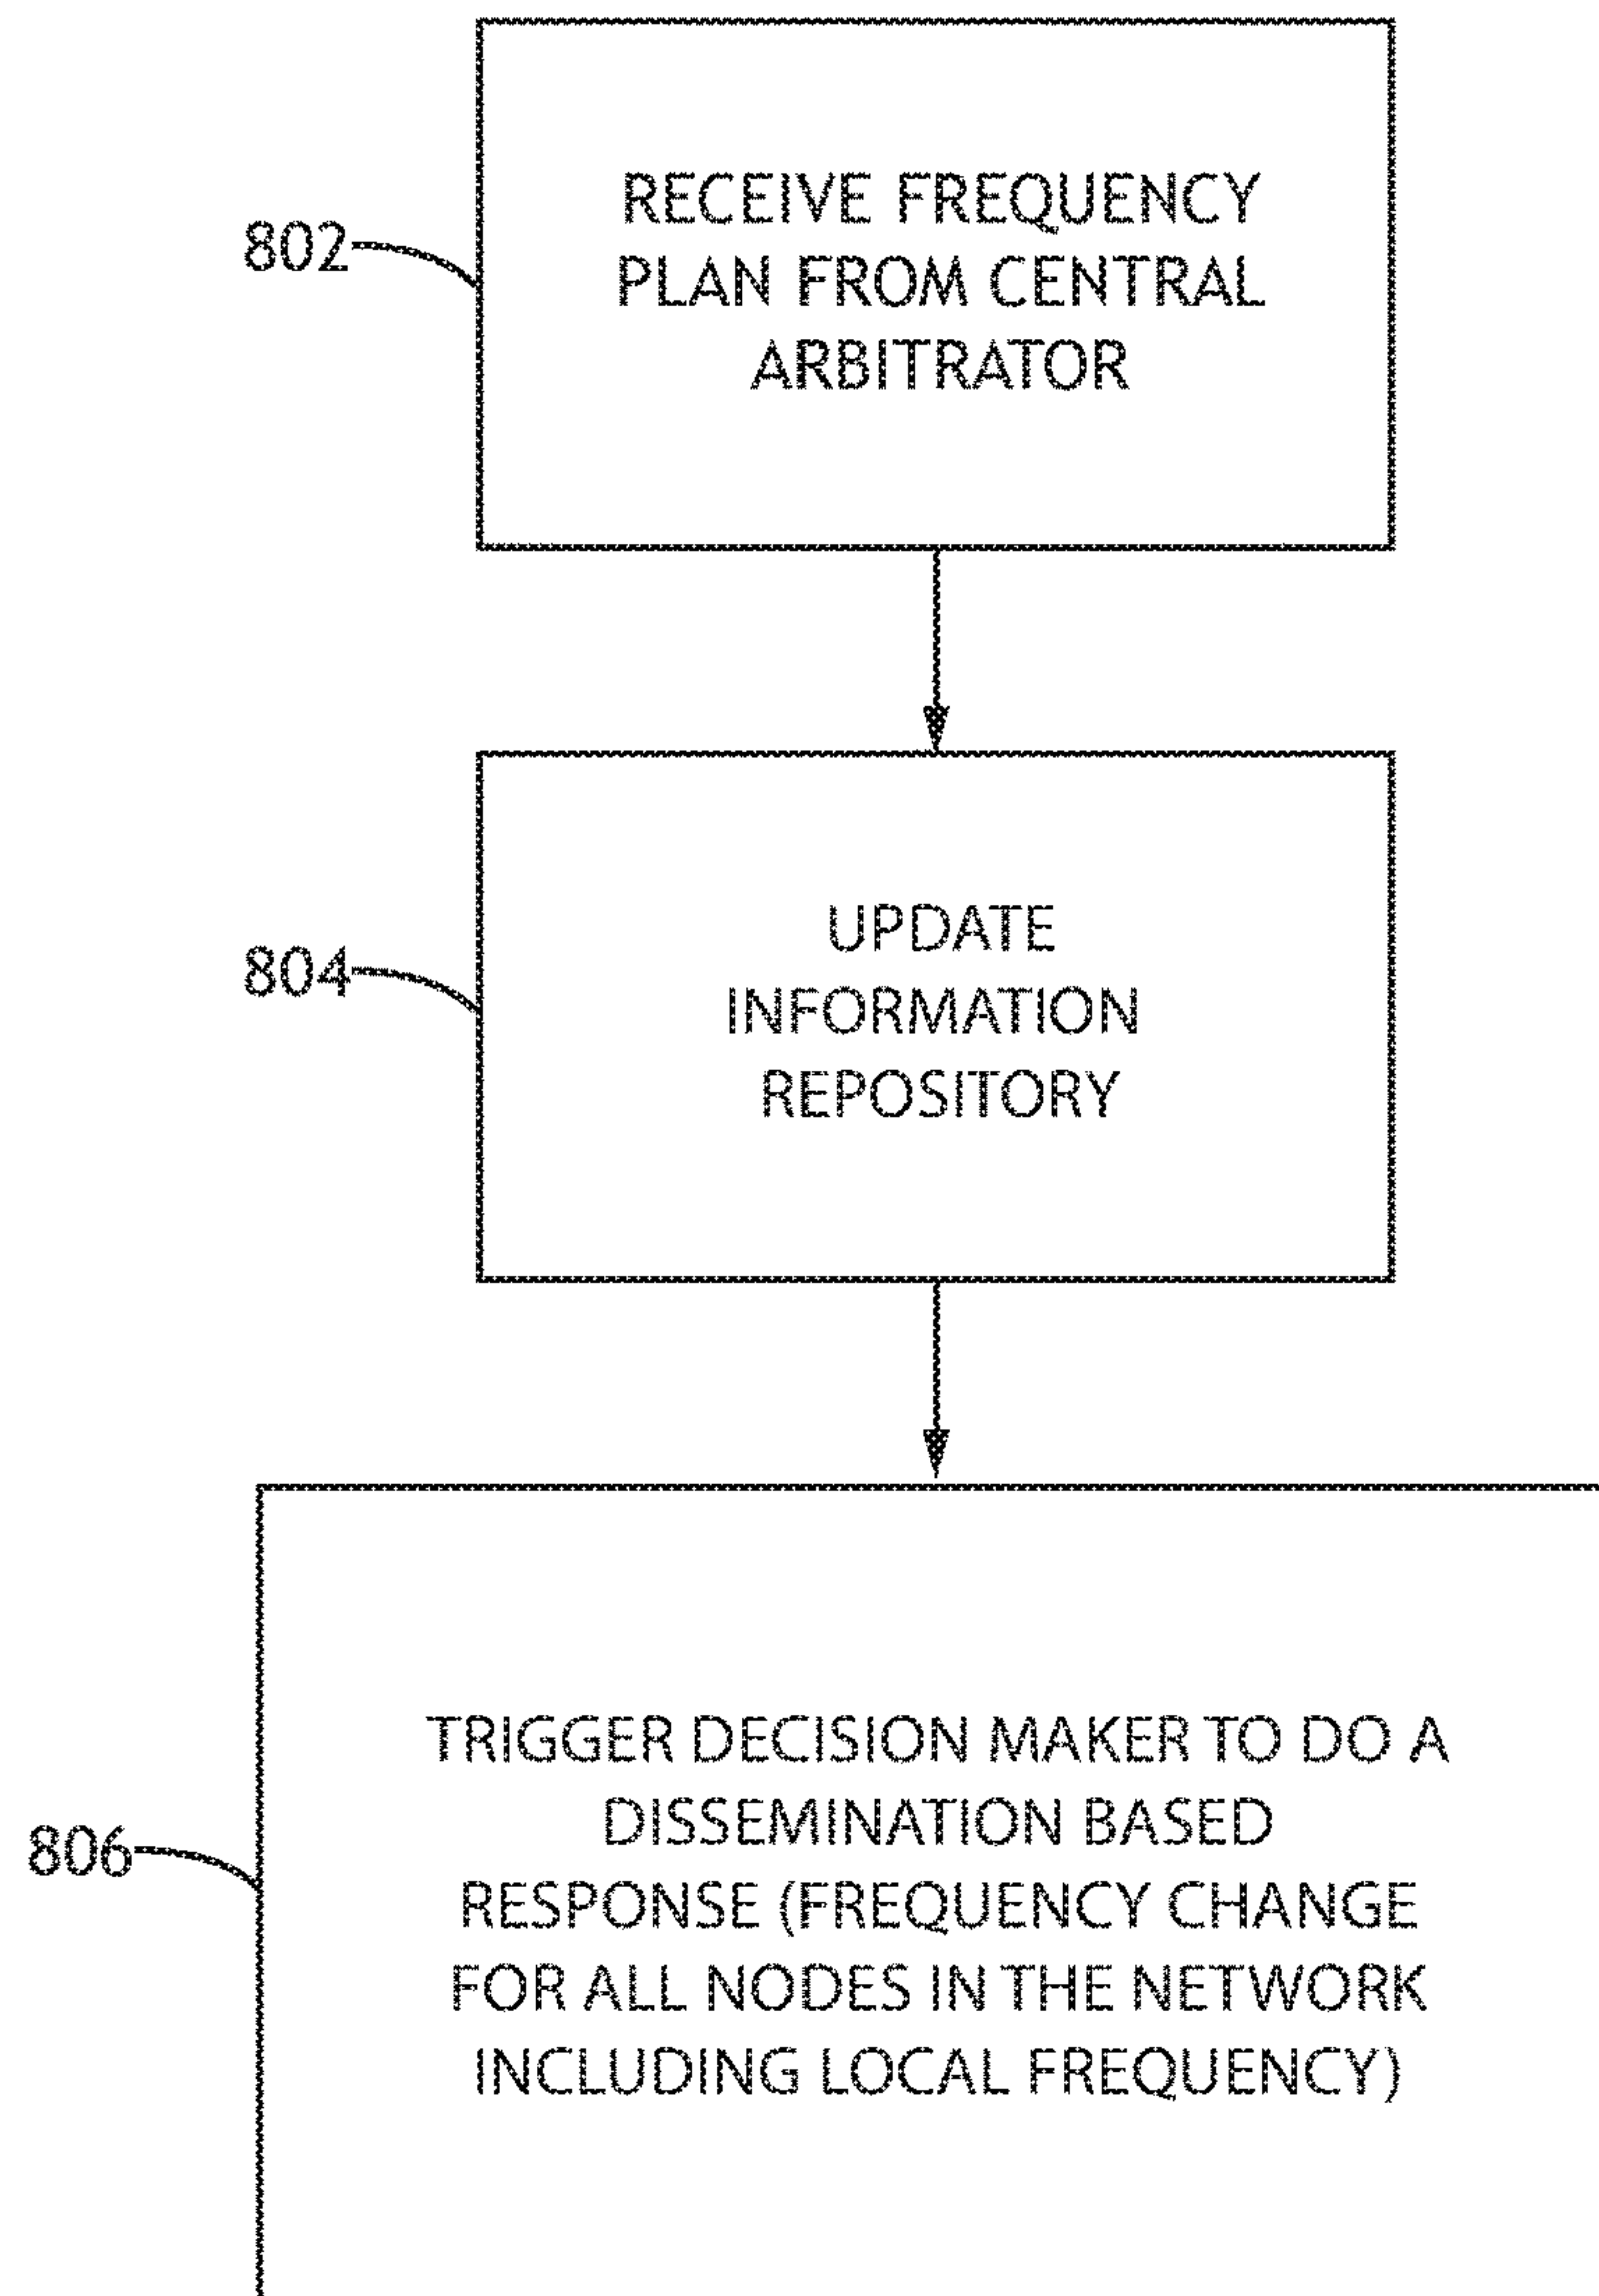 RECEIVE FREQUENCY
PLAN FROM CENTRAL
ARBITRATOR
802
UPDATE
INFORMATION
REPOSITORY
804
TRIGGER DECISION MAKER TO DO A
DISSEMINATION BASED
RESPONSE (FREQUENCY CHANGE
FOR ALL NODES IN THE NETWORK
INCLUDING LOCAL FREQUENCY)
806